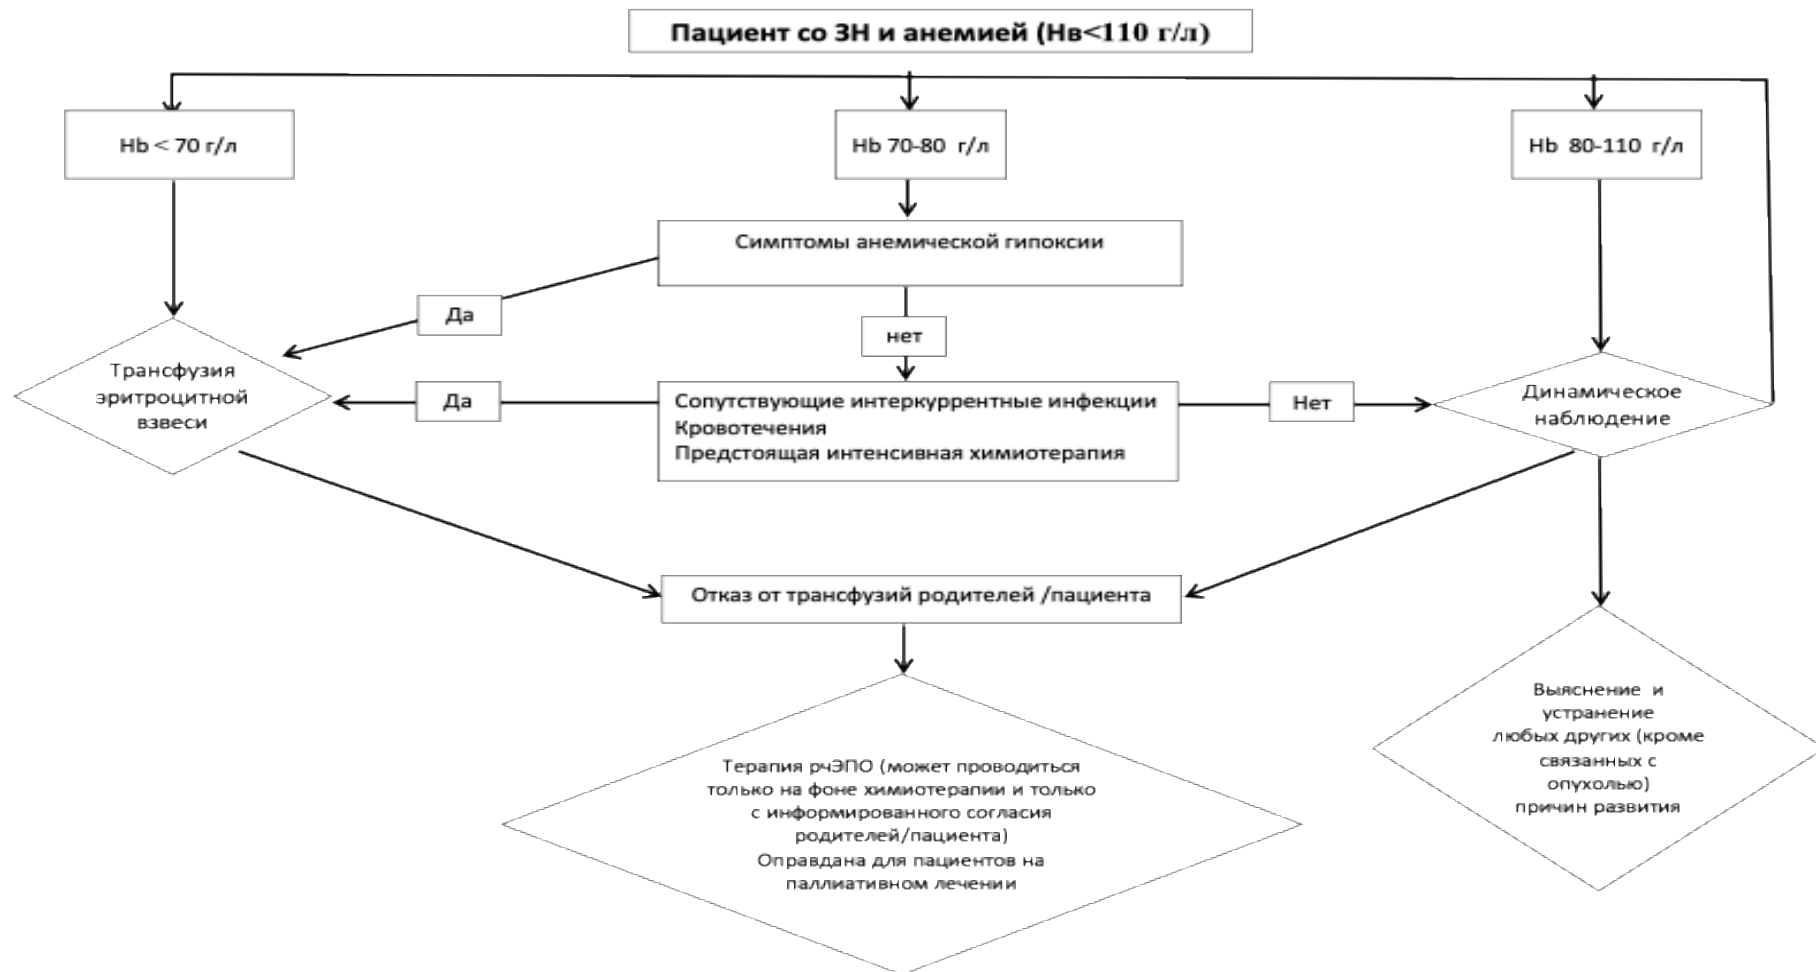 Пациент со ЗН и анемией (Нв<110 г/л)
Hb < 70 г/л
Hb 70-80 г/л
Hb 80-110 г/л
Симптомы анемической гипоксии
Да
нет
Трансфузия
эритроцитной
взвеси
Да
Сопутствующие интеркуррентные инфекции
Кровотечения
Предстоящая интенсивная химиотерапия
Нет
Динамическое
наблюдение
Отказ от трансфузий родителей /пациента
Терапия рчЭПО (может проводиться
только на фоне химиотерапии и только
с информированного согласия
родителей/пациента)
Оправдана для пациентов на
паллиативном лечении
Выяснение и
устранение
любых других (кроме
связанных с
опухолью)
причин развития